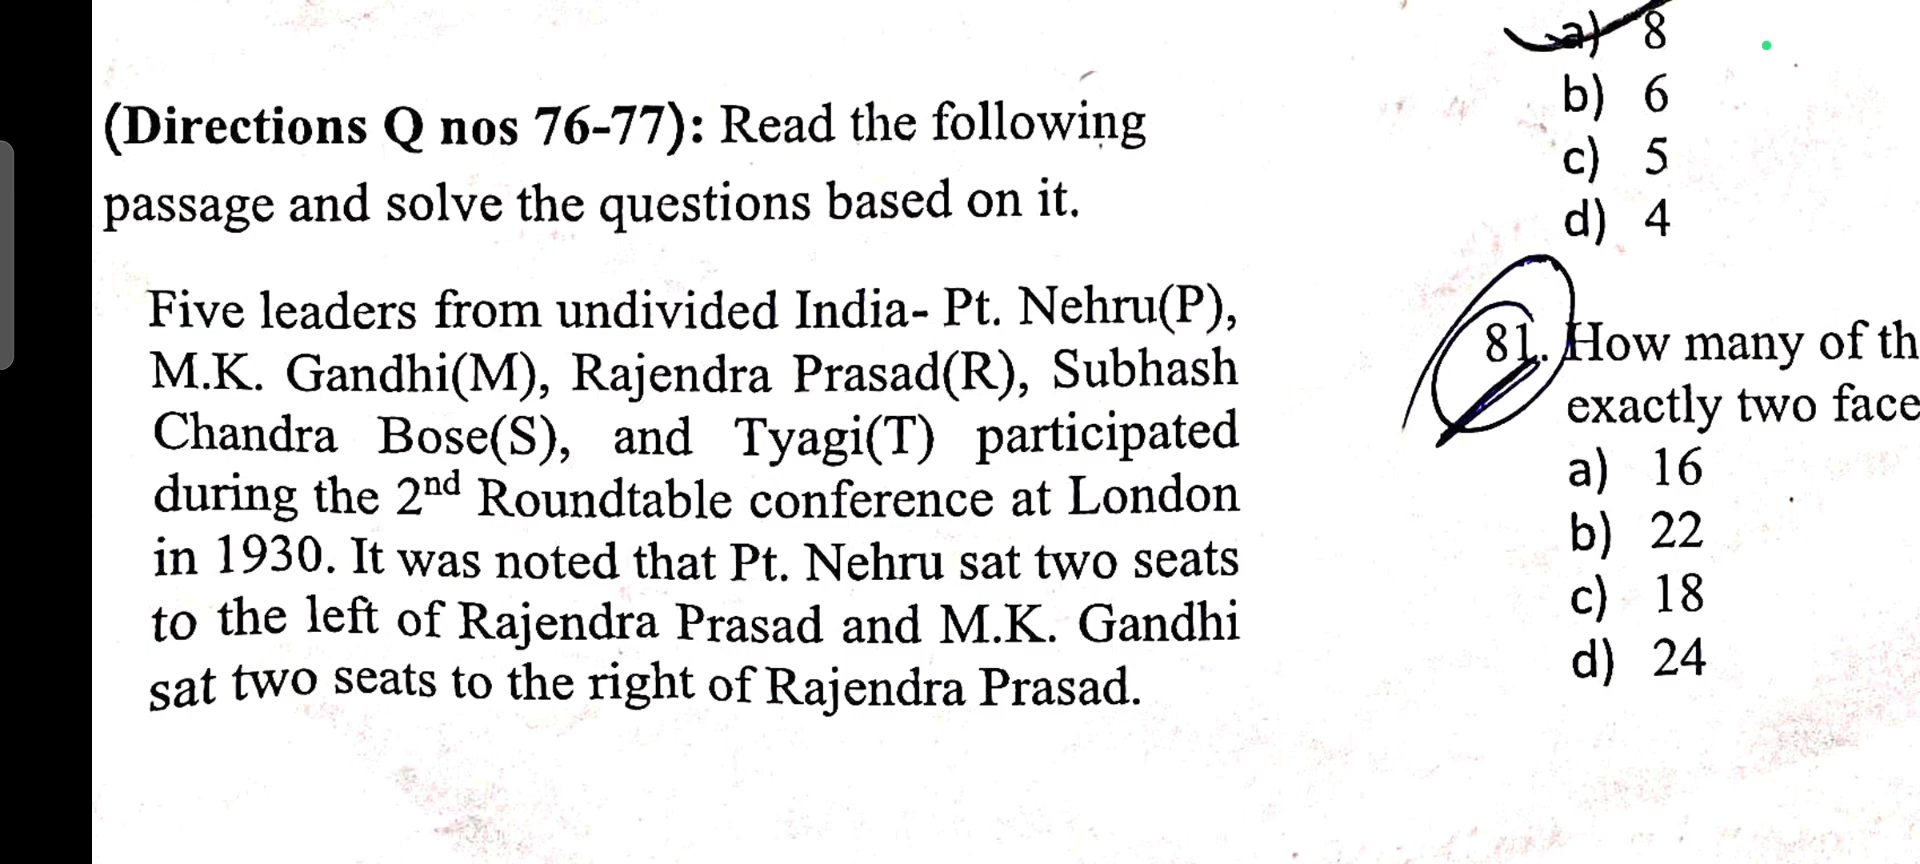 (Directions Q nos 76-77): Read the following
passage and solve the questions based on it.
Five leaders from undivided India- Pt. Nehru(P),
M.K. Gandhi(M), Rajendra Prasad(R), Subhash
Chandra Bose(S), and Tyagi(T) participated
during the 2nd Roundtable conference at London
in 1930. It was noted that Pt. Nehru sat two seats
to the left of Rajendra Prasad and M.K. Gandhi
sat two seats to the right of Rajendra Prasad.
a) 8
b) 6
c) 5
d) 4
81. How many of th
exactly two face
a) 16
b) 22
c) 18
d) 24